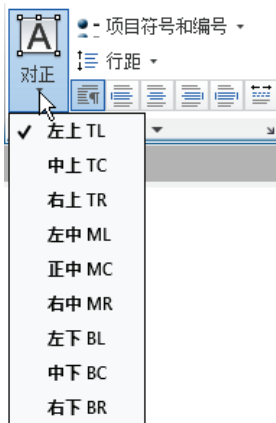 项目符号和编号
行距
对正
左上 TL
中上 TC
右上 TR
左中 ML
正中 MC
右中 MR
左下 BL
中下 BC
右下 BR